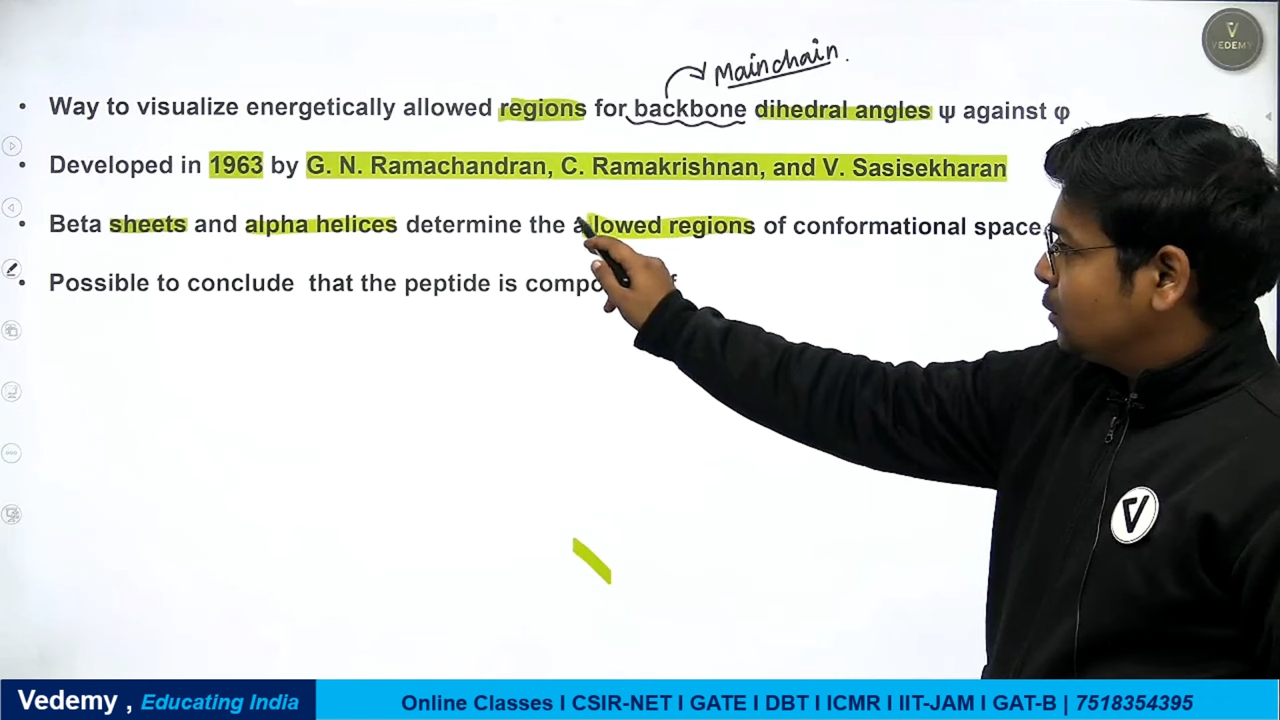 VEDEMY
Mainchain.
• Way to visualize energetically allowed regions for backbone dihedral angles ψ against φ
• Developed in 1963 by G. N. Ramachandran, C. Ramakrishnan, and V. Sasisekharan
• Beta sheets and alpha helices determine the lowed regions of conformational space
• Possible to conclude that the peptide is
Vedemy , Educating India
Online Classes I CSIR-NET I GATE I DBT I ICMR I IIT-JAM I GAT-B | 7518354395